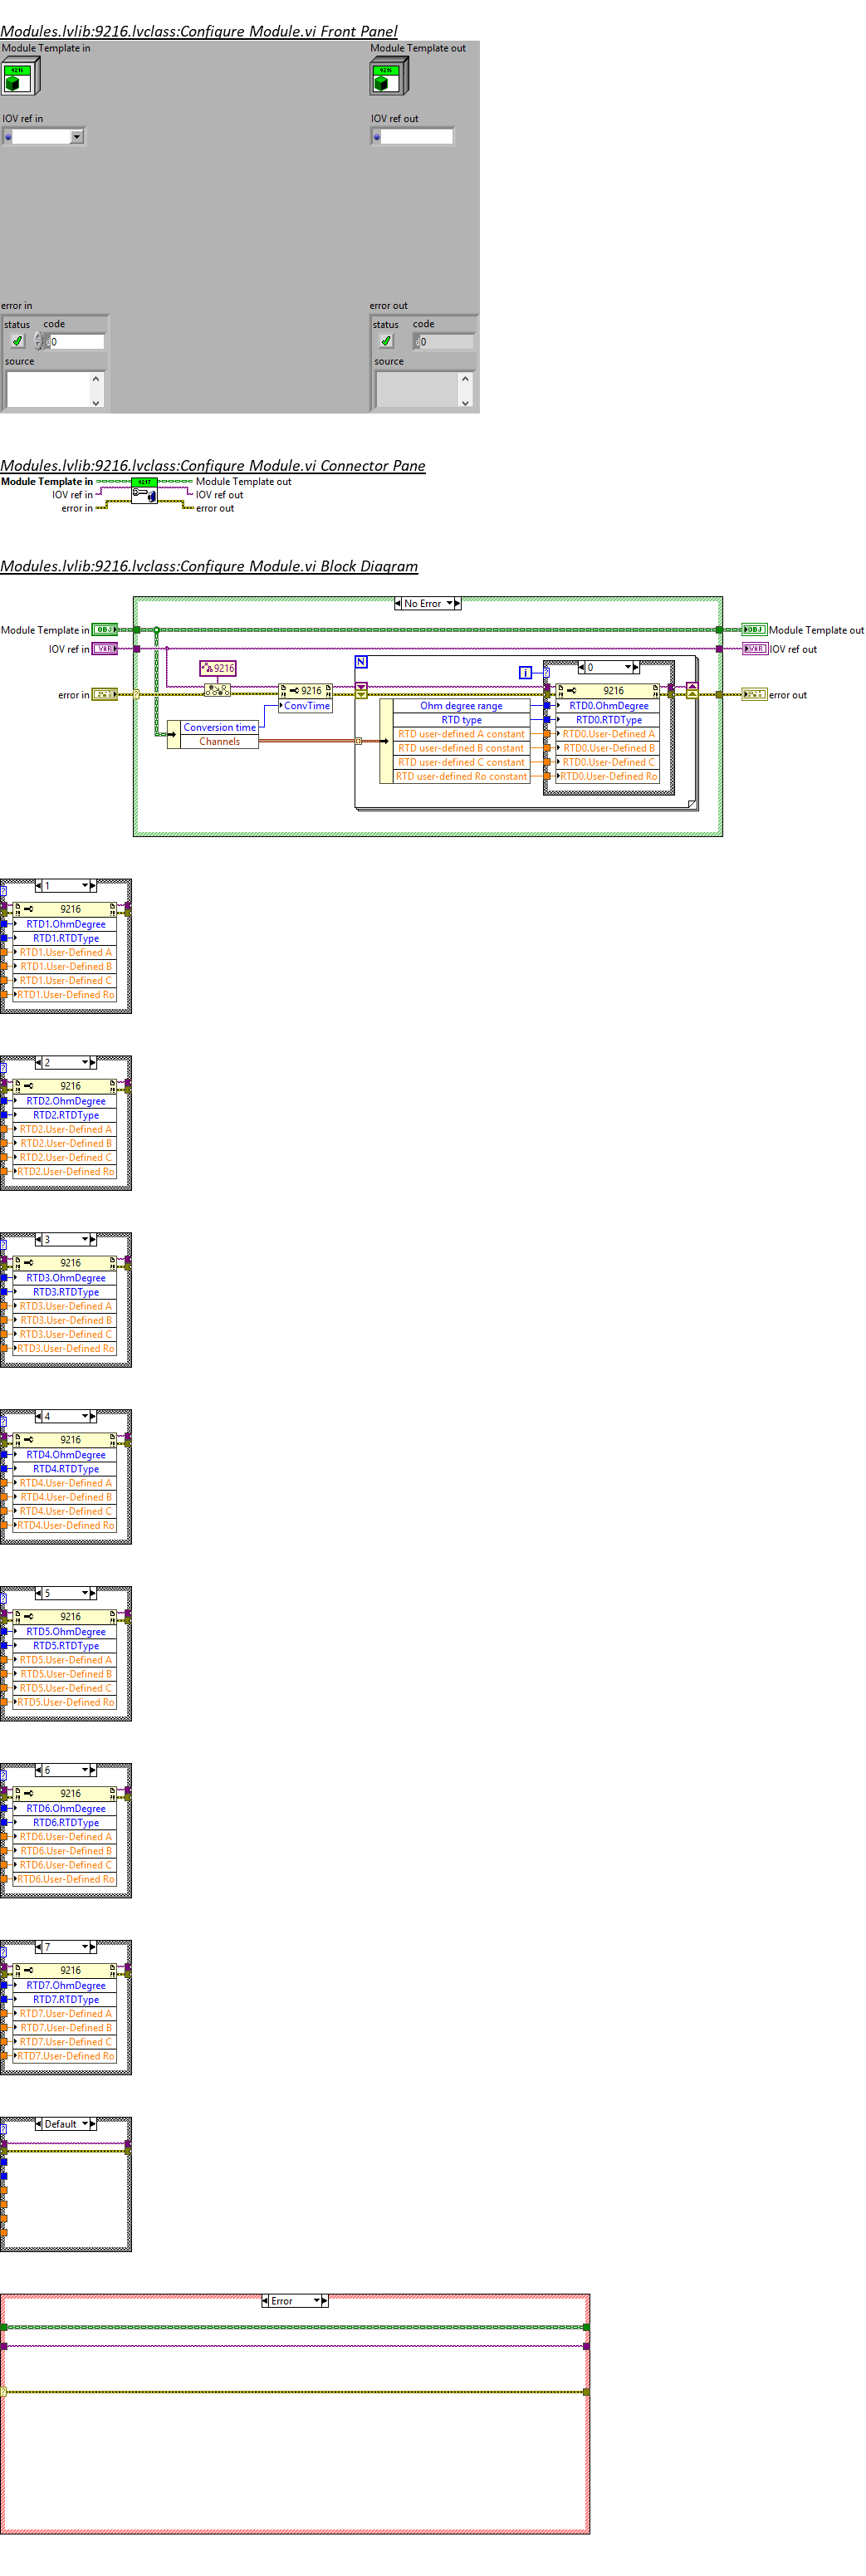 Modules.lvlib:9216.lvclass:Configure Module.vi Front Panel
Module Template in Module Template out
9216 9216
IOV ref in IOV ref out
error in error out
status code status code
d0 d0
source source
Modules.lvlib:9216.lvclass:Configure Module.vi Connector Pane
Module Template in 9217 Module Template out
IOV ref in IOV ref out
error in error out
Modules.lvlib:9216.lvclass:Configure Module.vi Block Diagram
No Error
Module Template in OBJ OBJ Module Template out
IOV ref in VAR VAR IOV ref out
N
9216 i ? 0
error in 9216 9216 error out
ConvTime Ohm degree range RTD0.OhmDegree
RTD type RTD0.RTDType
Conversion time RTD user-defined A constant RTD0.User-Defined A
Channels RTD user-defined B constant RTD0.User-Defined B
RTD user-defined C constant RTD0.User-Defined C
RTD user-defined Ro constant RTD0.User-Defined Ro
1
?
9216
RTD1.OhmDegree
RTD1.RTDType
RTD1.User-Defined A
RTD1.User-Defined B
RTD1.User-Defined C
RTD1.User-Defined Ro
2
?
9216
RTD2.OhmDegree
RTD2.RTDType
RTD2.User-Defined A
RTD2.User-Defined B
RTD2.User-Defined C
RTD2.User-Defined Ro
3
?
9216
RTD3.OhmDegree
RTD3.RTDType
RTD3.User-Defined A
RTD3.User-Defined B
RTD3.User-Defined C
RTD3.User-Defined Ro
4
?
9216
RTD4.OhmDegree
RTD4.RTDType
RTD4.User-Defined A
RTD4.User-Defined B
RTD4.User-Defined C
RTD4.User-Defined Ro
5
?
9216
RTD5.OhmDegree
RTD5.RTDType
RTD5.User-Defined A
RTD5.User-Defined B
RTD5.User-Defined C
RTD5.User-Defined Ro
6
?
9216
RTD6.OhmDegree
RTD6.RTDType
RTD6.User-Defined A
RTD6.User-Defined B
RTD6.User-Defined C
RTD6.User-Defined Ro
7
?
9216
RTD7.OhmDegree
RTD7.RTDType
RTD7.User-Defined A
RTD7.User-Defined B
RTD7.User-Defined C
RTD7.User-Defined Ro
Default
?
Error
?